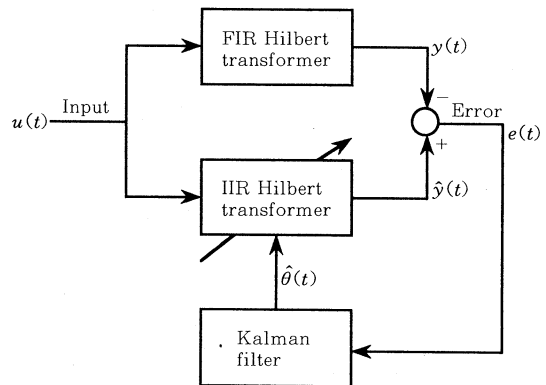 FIR Hilbert
transformer
y(t)
−
Input
Error
u(t)
e(t)
+
IIR Hilbert
transformer
ŷ(t)
θ̂(t)
Kalman
filter